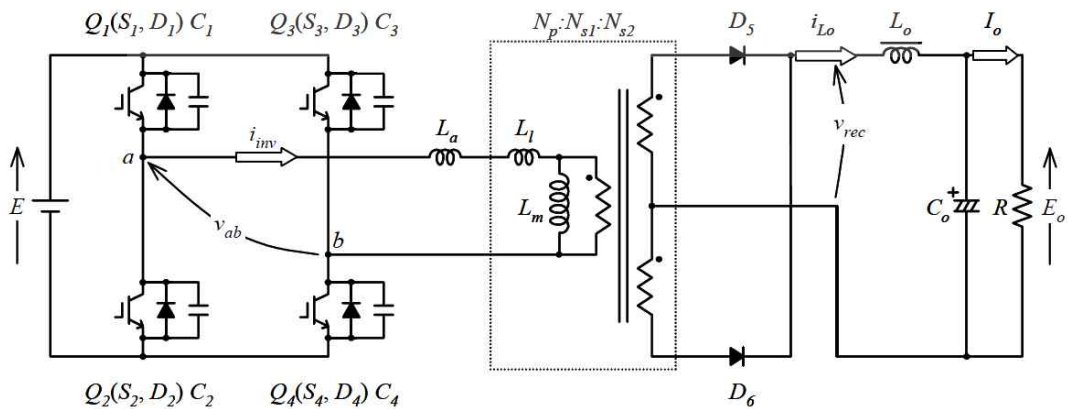 Q1(S1, D1) C1
Q3(S3, D3) C3
Np:Ns1:Ns2
D5
iLo
Lo
Io
a
iinv
La
Ll
vrec
E
vab
b
Lm
+
Co
R
Eo
Q2(S2, D2) C2
Q4(S4, D4) C4
D6